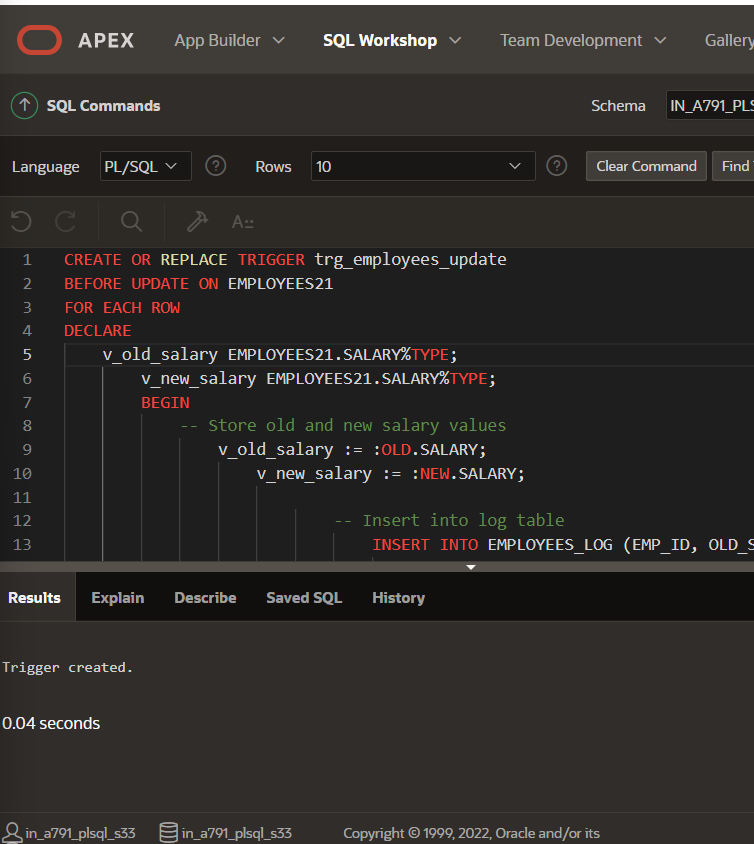 APEX App Builder SQL Workshop Team Development Gallery
SQL Commands Schema IN_A791_PLS
Language PL/SQL ? Rows 10 ? Clear Command Find
A::
1 CREATE OR REPLACE TRIGGER trg_employees_update
2 BEFORE UPDATE ON EMPLOYEES21
3 FOR EACH ROW
4 DECLARE
5 v_old_salary EMPLOYEES21.SALARY%TYPE;
6 v_new_salary EMPLOYEES21.SALARY%TYPE;
7 BEGIN
8 -- Store old and new salary values
9 v_old_salary := :OLD.SALARY;
10 v_new_salary := :NEW.SALARY;
11
12 -- Insert into log table
13 INSERT INTO EMPLOYEES_LOG (EMP_ID, OLD_S
Results Explain Describe Saved SQL History
Trigger created.
0.04 seconds
in_a791_plsql_s33 in_a791_plsql_s33 Copyright © 1999, 2022, Oracle and/or its